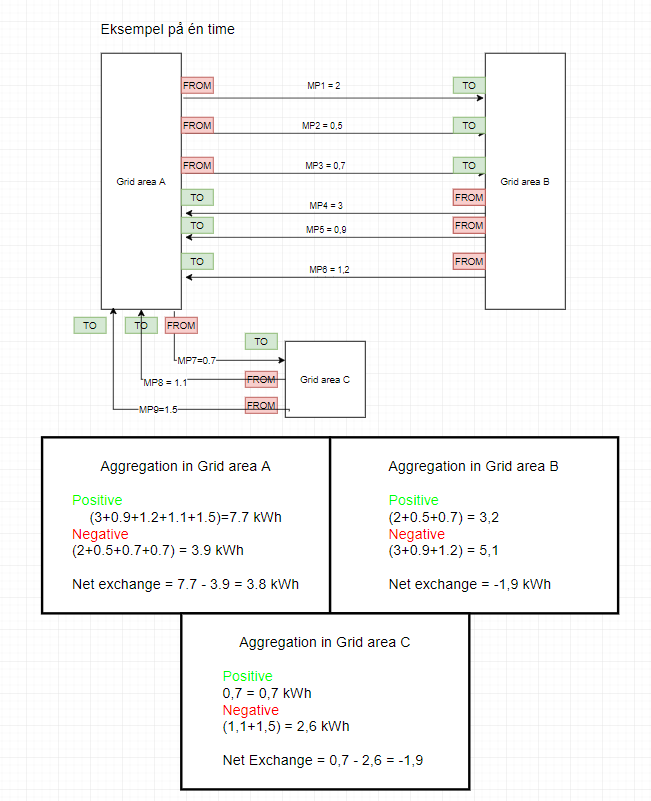 Eksempel på én time
FROM
MP1 = 2
TO
FROM
MP2 = 0,5
TO
FROM
MP3 = 0,7
TO
Grid area A
Grid area B
TO
MP4 = 3
FROM
TO
MP5 = 0,9
FROM
TO
MP6 = 1,2
FROM
TO
TO
FROM
TO
MP7=0.7
MP8 = 1.1
FROM
Grid area C
MP9=1.5
FROM
Aggregation in Grid area A
Positive
(3+0.9+1.2+1.1+1.5)=7.7 kWh
Negative
(2+0.5+0.7+0.7) = 3.9 kWh
Net exchange = 7.7 - 3.9 = 3.8 kWh
Aggregation in Grid area B
Positive
(2+0.5+0.7) = 3,2
Negative
(3+0.9+1.2) = 5,1
Net exchange = -1,9 kWh
Aggregation in Grid area C
Positive
0,7 = 0,7 kWh
Negative
(1,1+1,5) = 2,6 kWh
Net Exchange = 0,7 - 2,6 = -1,9